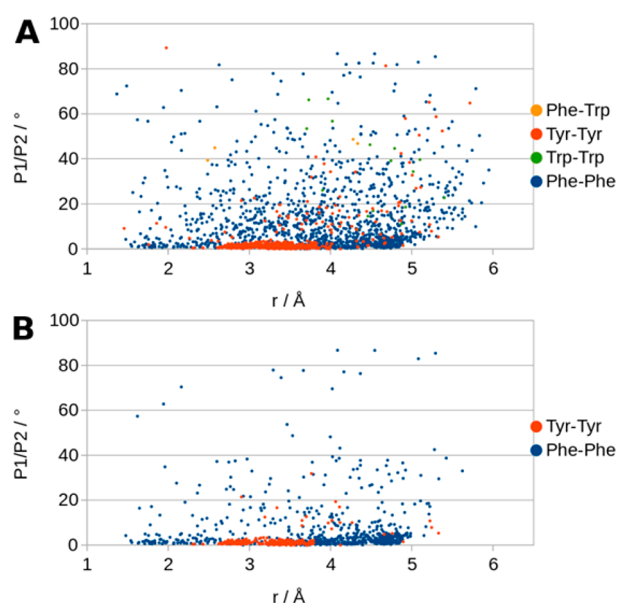 A
100
80
60
40
20
0
P1/P2 / °
1 2 3 4 5 6
r / Å
Phe-Trp
Tyr-Tyr
Trp-Trp
Phe-Phe
B
100
80
60
40
20
0
P1/P2 / °
1 2 3 4 5 6
r / Å
Tyr-Tyr
Phe-Phe